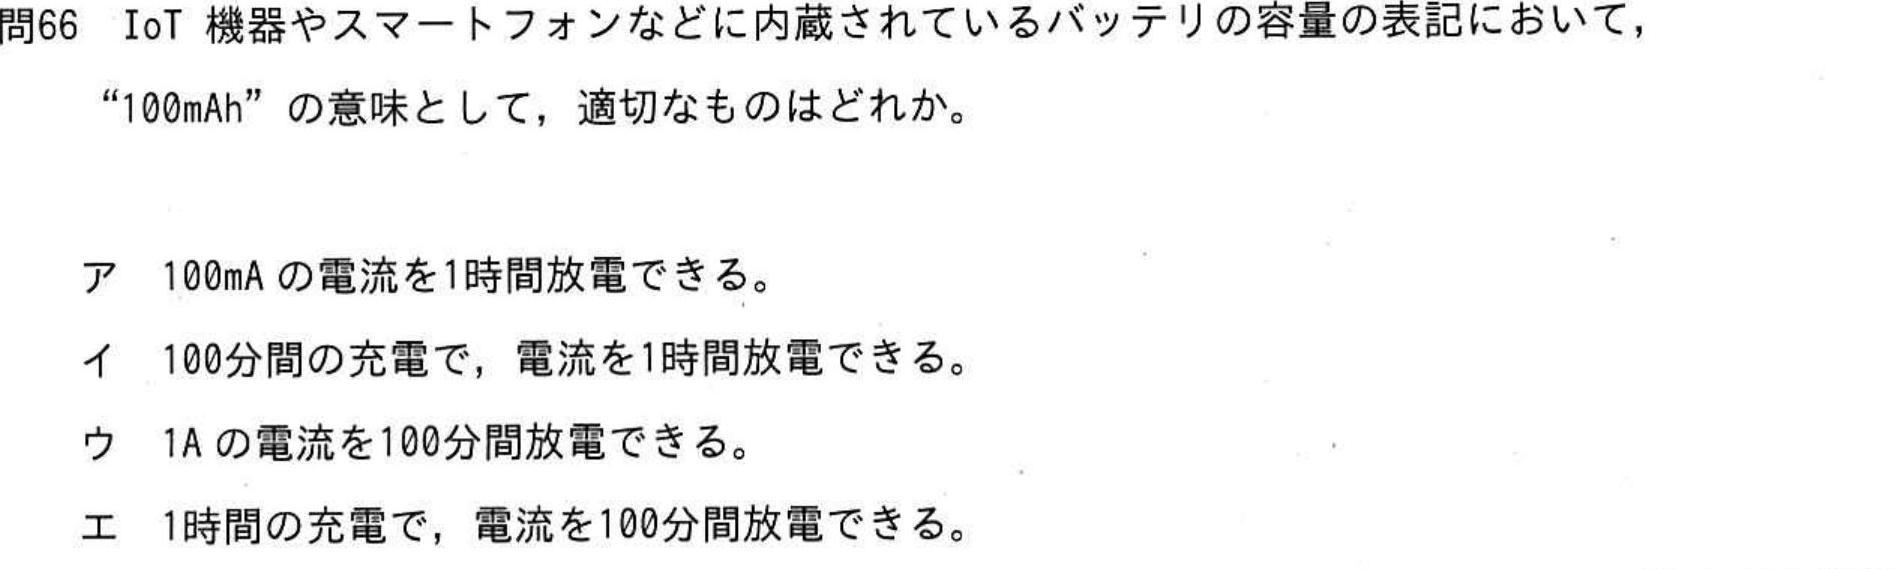 問66 IoT 機器やスマートフォンなどに内蔵されているバッテリの容量の表記において，
“100mAh” の意味として，適切なものはどれか。
ア 100mA の電流を1時間放電できる。
イ 100分間の充電で，電流を1時間放電できる。
ウ 1A の電流を100分間放電できる。
エ 1時間の充電で，電流を100分間放電できる。